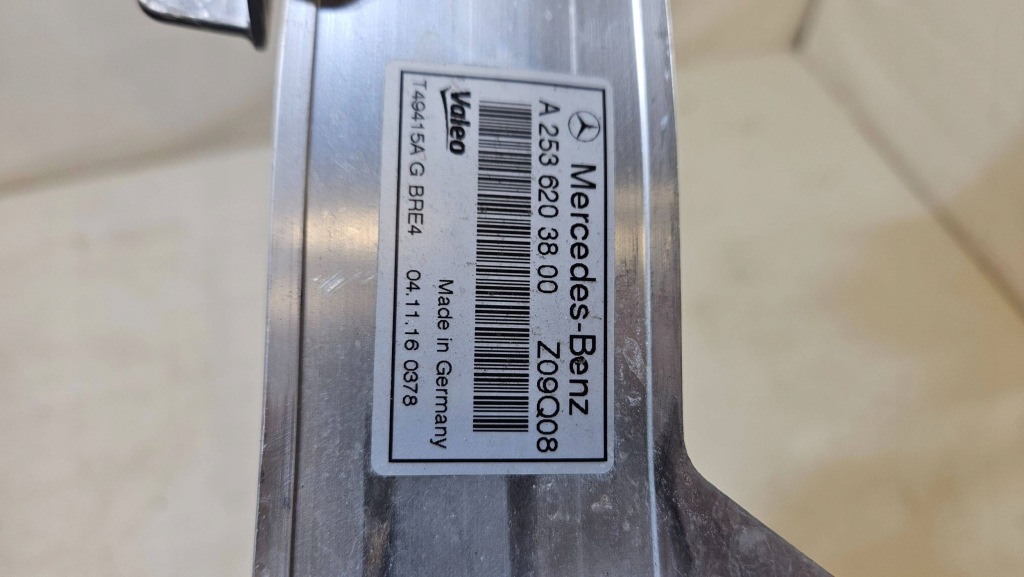 Mercedes-Benz
A 253 620 38 00 Z09Q08
Valeo
Made in Germany
T49415A G BRE4 04.11.16 0378